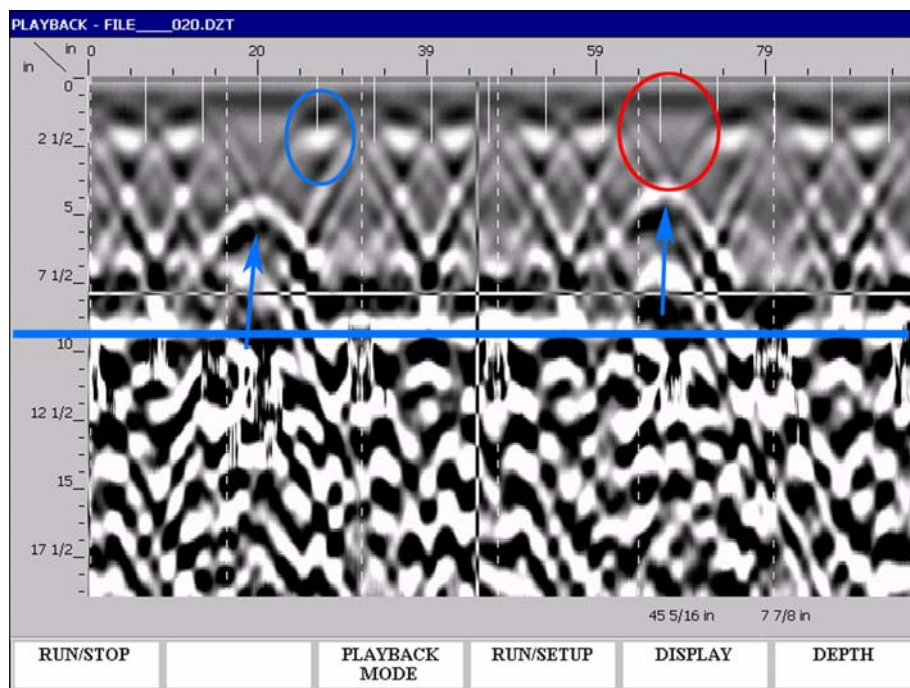 PLAYBACK - FILE____020.DZT
in 0 20 39 59 79
in
0
2 1/2
5
7 1/2
10
12 1/2
15
17 1/2
45 5/16 in 7 7/8 in
RUN/STOP PLAYBACK MODE RUN/SETUP DISPLAY DEPTH